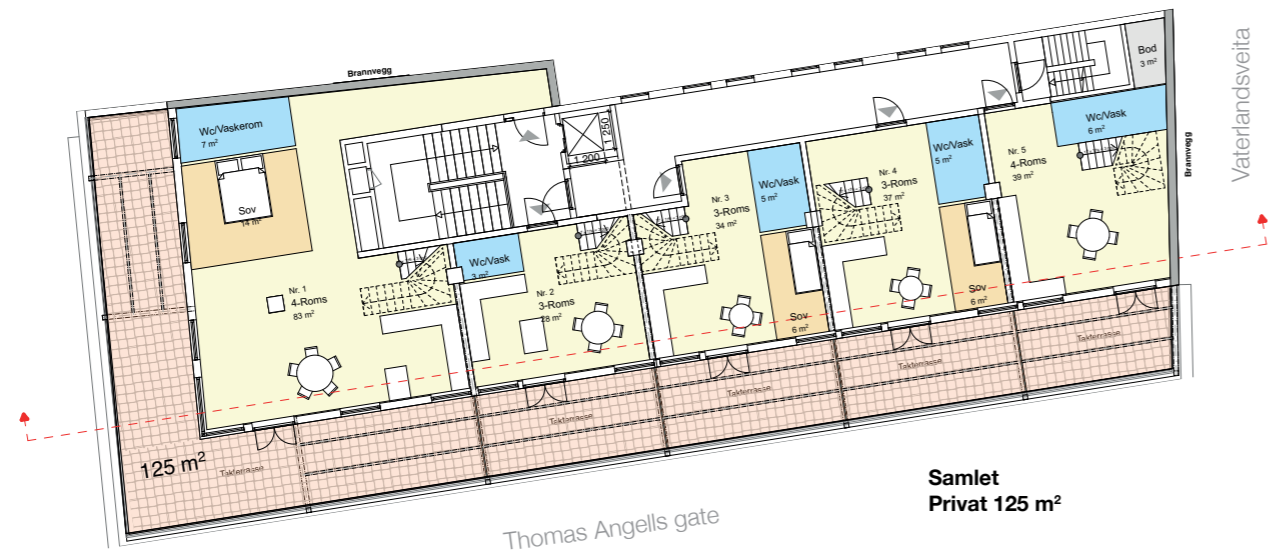 Brannvegg
Bod
3 m²
Vaterlandsveita
Brannvegg
Wc/Vaskerom
7 m²
Sov
14 m²
1 200
1 250
Nr. 1
4-Roms
83 m²
Wc/Vask
3 m²
Nr. 2
3-Roms
28 m²
Nr. 3
3-Roms
34 m²
Wc/Vask
5 m²
Sov
6 m²
Nr. 4
3-Roms
37 m²
Wc/Vask
5 m²
Sov
6 m²
Nr. 5
4-Roms
39 m²
Wc/Vask
6 m²
Takterrasse
Takterrasse
Takterrasse
Takterrasse
Takterrasse
125 m²
Thomas Angells gate
Samlet
Privat 125 m²